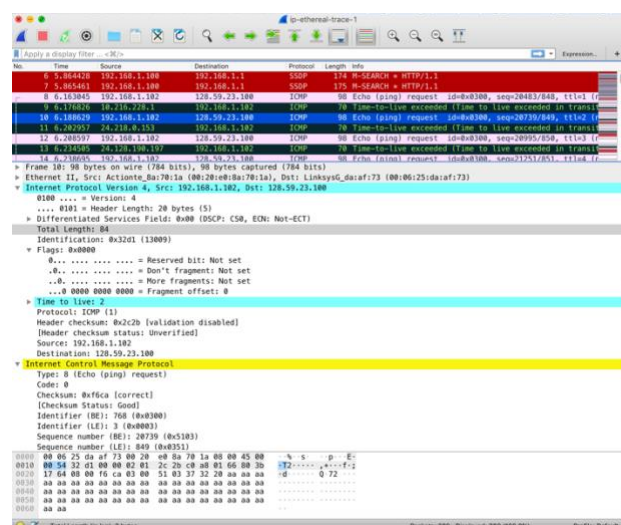 ip-ethereal-trace-1
Apply a display filter ... <⌘/>
Expression... +
No. Time Source Destination Protocol Length Info
6 5.864428 192.168.1.100 192.168.1.1 SSDP 174 M-SEARCH * HTTP/1.1
7 5.865461 192.168.1.100 192.168.1.1 SSDP 175 M-SEARCH * HTTP/1.1
8 6.163045 192.168.1.102 128.59.23.100 ICMP 98 Echo (ping) request id=0x0300, seq=20483/848, ttl=1 (n
9 6.176826 10.216.228.1 192.168.1.102 ICMP 70 Time-to-live exceeded (Time to live exceeded in transit
10 6.188629 192.168.1.102 128.59.23.100 ICMP 98 Echo (ping) request id=0x0300, seq=20739/849, ttl=2 (n
11 6.202957 24.218.0.153 192.168.1.102 ICMP 70 Time-to-live exceeded (Time to live exceeded in transit
12 6.208597 192.168.1.102 128.59.23.100 ICMP 98 Echo (ping) request id=0x0300, seq=20995/850, ttl=3 (n
13 6.234505 24.128.190.197 192.168.1.102 ICMP 70 Time-to-live exceeded (Time to live exceeded in transit
14 6.238695 192.168.1.102 128.59.23.100 ICMP 98 Echo (ping) request id=0x0300, seq=21251/851, ttl=4 (n
Frame 10: 98 bytes on wire (784 bits), 98 bytes captured (784 bits)
Ethernet II, Src: Actionte_8a:70:1a (00:20:e0:8a:70:1a), Dst: LinksysG_da:af:73 (00:06:25:da:af:73)
Internet Protocol Version 4, Src: 192.168.1.102, Dst: 128.59.23.100
0100 .... = Version: 4
.... 0101 = Header Length: 20 bytes (5)
Differentiated Services Field: 0x00 (DSCP: CS0, ECN: Not-ECT)
Total Length: 84
Identification: 0x32d1 (13009)
Flags: 0x0000
0... .... .... .... = Reserved bit: Not set
.0.. .... .... .... = Don't fragment: Not set
..0. .... .... .... = More fragments: Not set
...0 0000 0000 0000 = Fragment offset: 0
Time to live: 2
Protocol: ICMP (1)
Header checksum: 0x2c2b [validation disabled]
[Header checksum status: Unverified]
Source: 192.168.1.102
Destination: 128.59.23.100
Internet Control Message Protocol
Type: 8 (Echo (ping) request)
Code: 0
Checksum: 0xf6ca [correct]
[Checksum Status: Good]
Identifier (BE): 768 (0x0300)
Identifier (LE): 3 (0x0003)
Sequence number (BE): 20739 (0x5103)
Sequence number (LE): 849 (0x0351)
0000 00 06 25 da af 73 00 20 e0 8a 70 1a 08 00 45 00
0010 00 54 32 d1 00 00 02 01 2c 2b c0 a8 01 66 80 3b
0020 17 64 08 00 f6 ca 03 00 51 03 37 32 20 aa aa aa
0030 aa aa aa aa aa aa aa aa aa aa aa aa aa aa aa aa
0040 aa aa aa aa aa aa aa aa aa aa aa aa aa aa aa aa
0050 aa aa aa aa aa aa aa aa aa aa aa aa aa aa aa aa
0060 aa aa